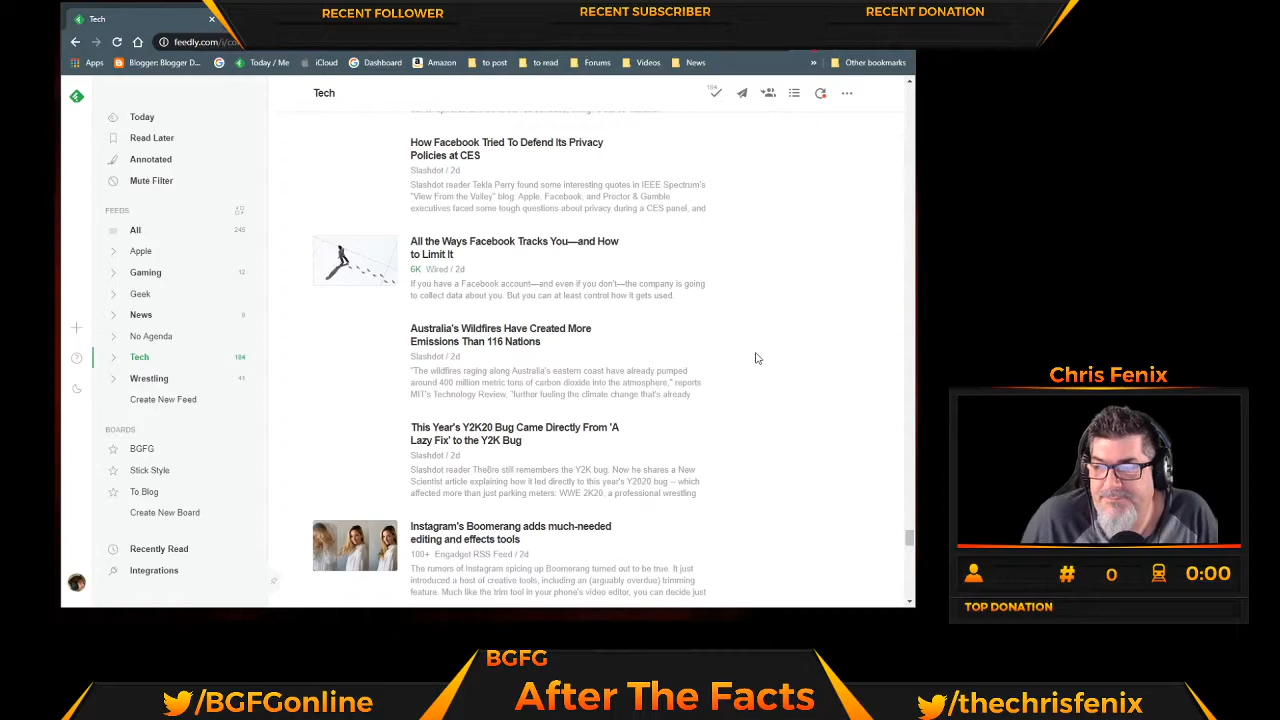 RECENT FOLLOWER
RECENT SUBSCRIBER
RECENT DONATION
Tech
feedly.com/i/co
Apps
Blogger: Blogger D...
Today / Me
iCloud
Dashboard
Amazon
to post
to read
Forums
Videos
News
»
Other bookmarks
Tech
184
Today
Read Later
Annotated
Mute Filter
FEEDS
All 245
Apple
Gaming 12
Geek
News 8
No Agenda
Tech 184
Wrestling 41
Create New Feed
BOARDS
BGFG
Stick Style
To Blog
Create New Board
Recently Read
Integrations
How Facebook Tried To Defend Its Privacy
Policies at CES
Slashdot / 2d
Slashdot reader Tekla Perry found some interesting quotes in IEEE Spectrum's
"View From the Valley" blog: Apple, Facebook, and Proctor & Gamble
executives faced some tough questions about privacy during a CES panel, and
All the Ways Facebook Tracks You—and How
to Limit It
6K Wired / 2d
If you have a Facebook account—and even if you don't—the company is going
to collect data about you. But you can at least control how it gets used.
Australia's Wildfires Have Created More
Emissions Than 116 Nations
Slashdot / 2d
"The wildfires raging along Australia's eastern coast have already pumped
around 400 million metric tons of carbon dioxide into the atmosphere," reports
MIT's Technology Review, "further fueling the climate change that's already
This Year's Y2K20 Bug Came Directly From 'A
Lazy Fix' to the Y2K Bug
Slashdot / 2d
Slashdot reader The8re still remembers the Y2K bug. Now he shares a New
Scientist article explaining how it led directly to this year's Y2020 bug -- which
affected more than just parking meters: WWE 2K20, a professional wrestling
Instagram's Boomerang adds much-needed
editing and effects tools
100+ Engadget RSS Feed / 2d
The rumors of Instagram spicing up Boomerang turned out to be true. It just
introduced a host of creative tools, including an (arguably overdue) trimming
feature. Much like the trim tool in your phone's video editor, you can decide just
Chris Fenix
# 0 0:00
TOP DONATION
BGFG
After The Facts
/BGFGonline
/thechrisfenix